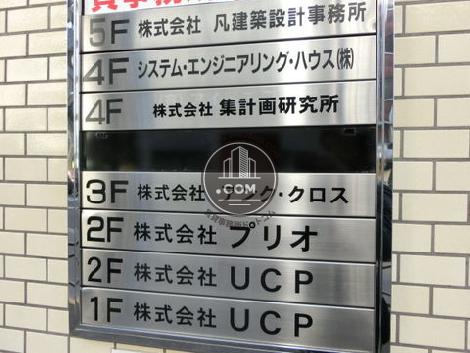 5F 株式会社 凡建築設計事務所
4F システム・エンジニアリング・ハウス(株)
4F 株式会社 集計画研究所
3F 株式会社 ・クロス
.COM
2F 株式会社 ブリオ
2F 株式会社 UCP
1F 株式会社 UCP